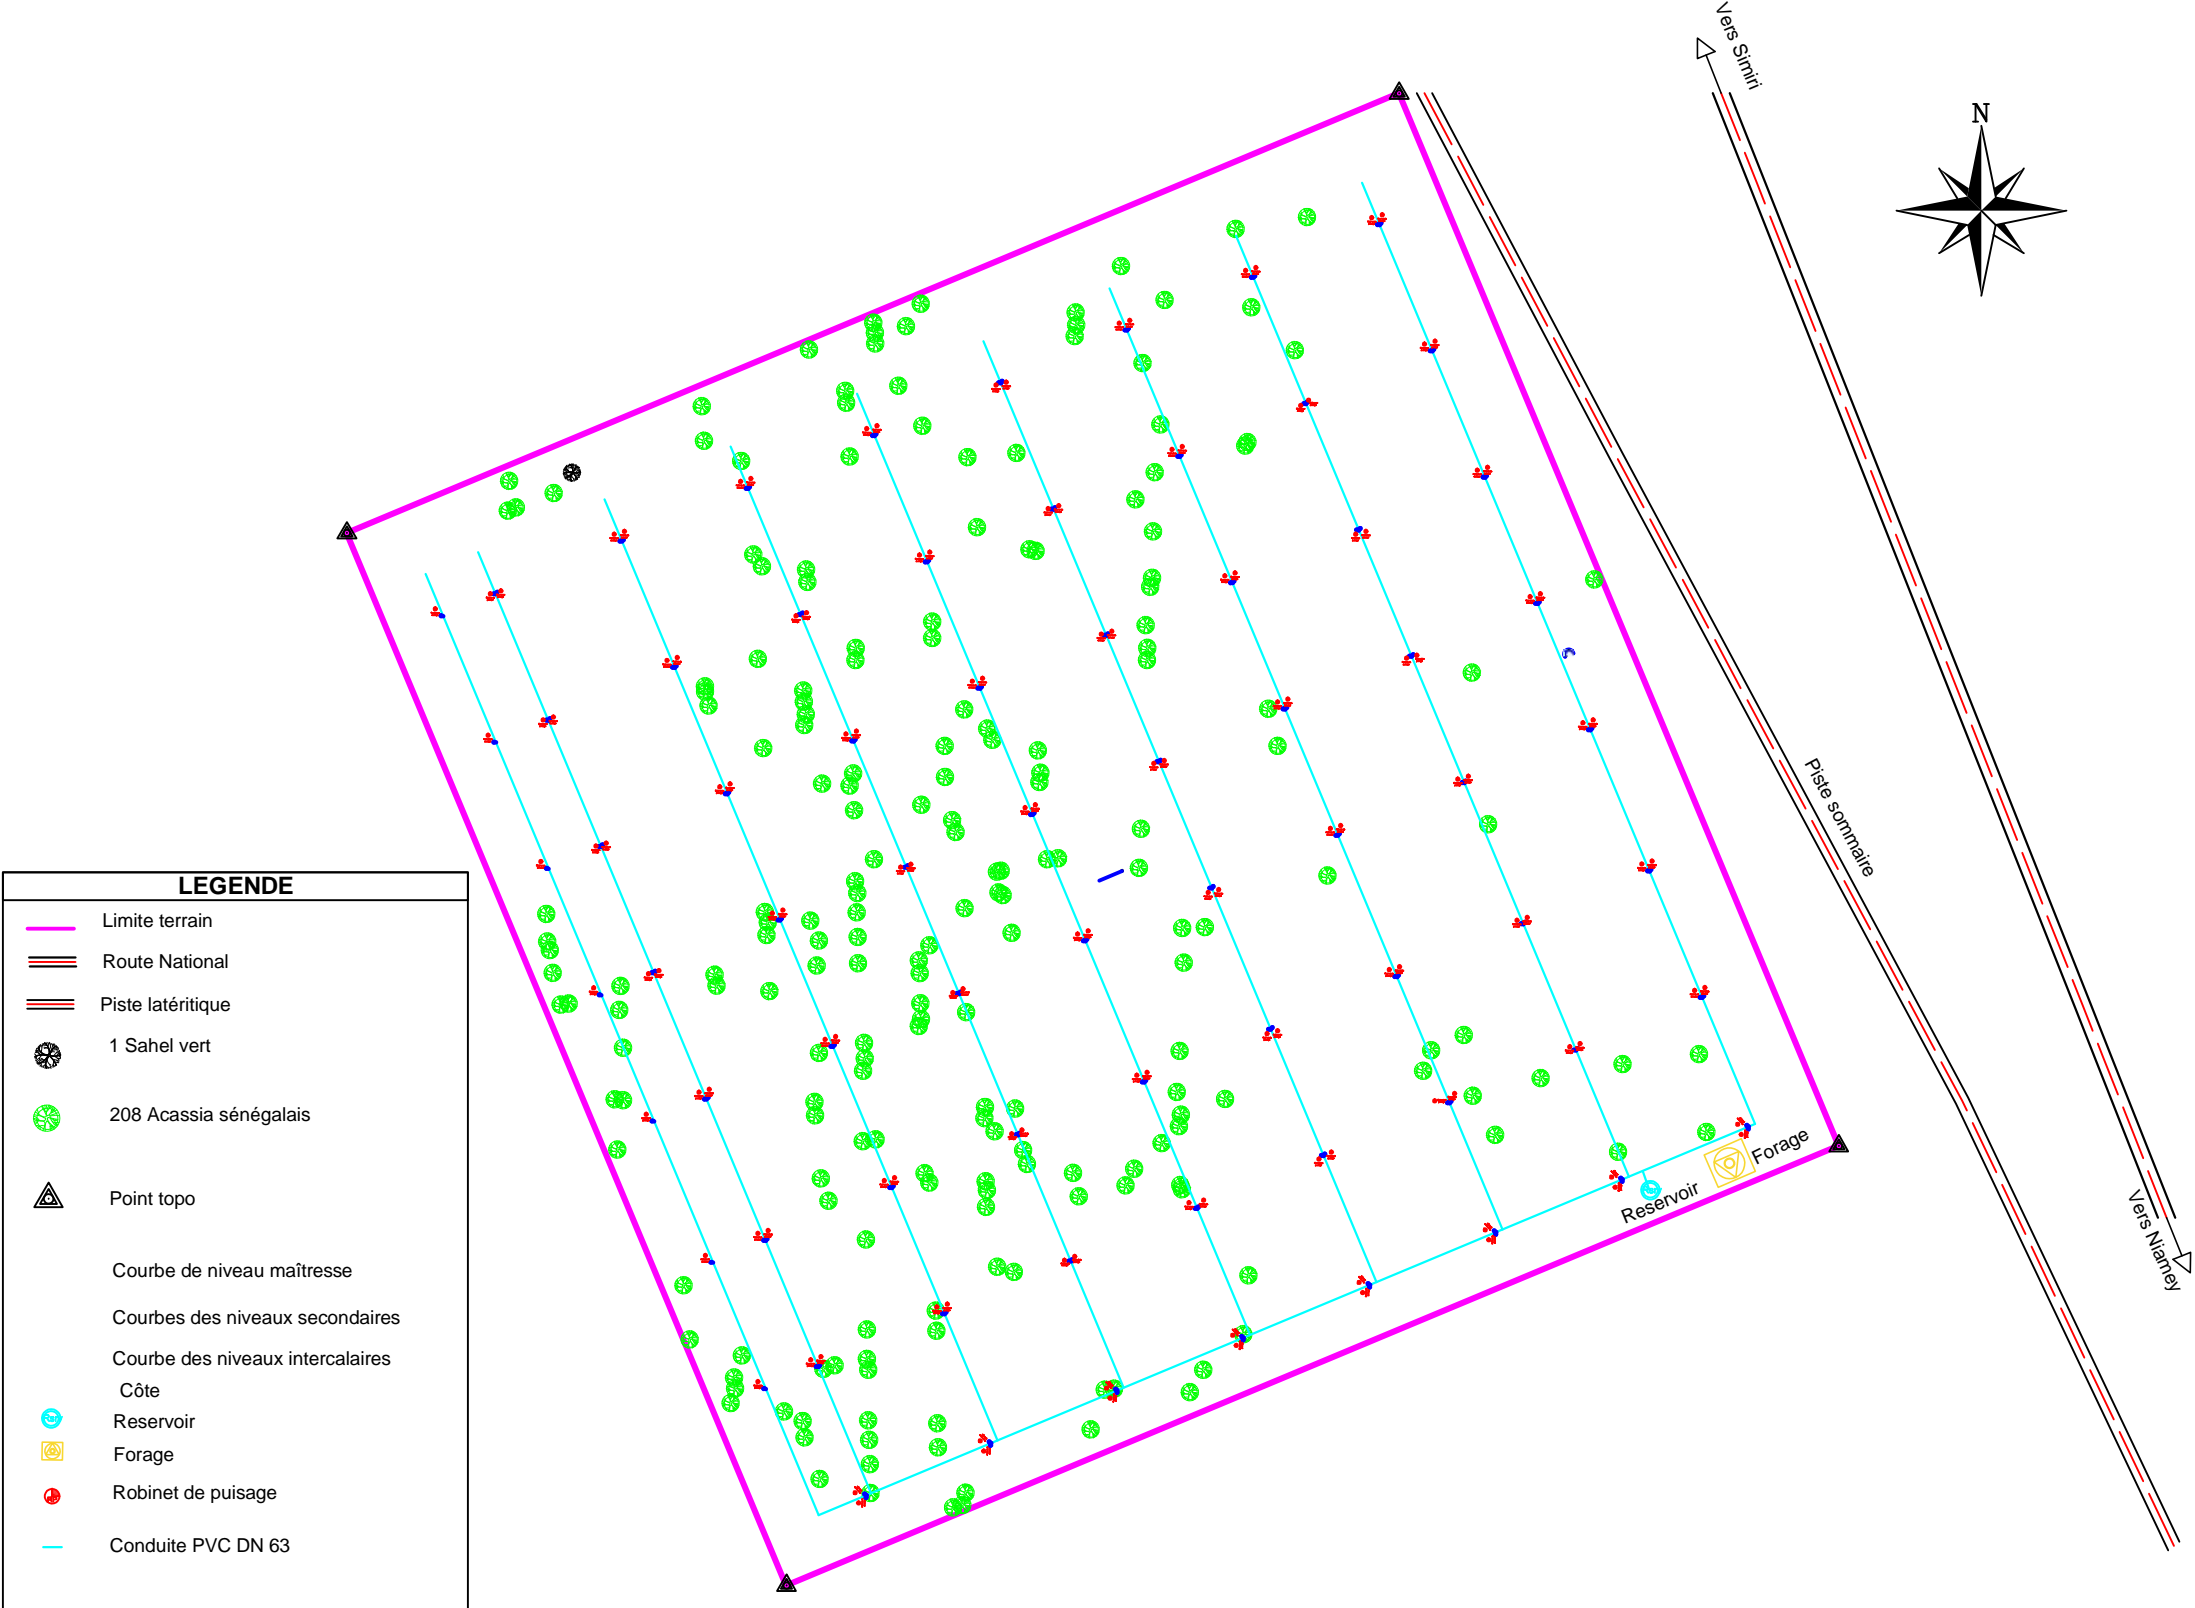 Vers Simiri
N
Piste sommaire
Forage
Reservoir
Vers Niamey
LEGENDE
Limite terrain
Route National
Piste latéritique
1 Sahel vert
208 Acassia sénégalais
Point topo
Courbe de niveau maîtresse
Courbes des niveaux secondaires
Courbe des niveaux intercalaires
Côte
Reservoir
Forage
Robinet de puisage
Conduite PVC DN 63